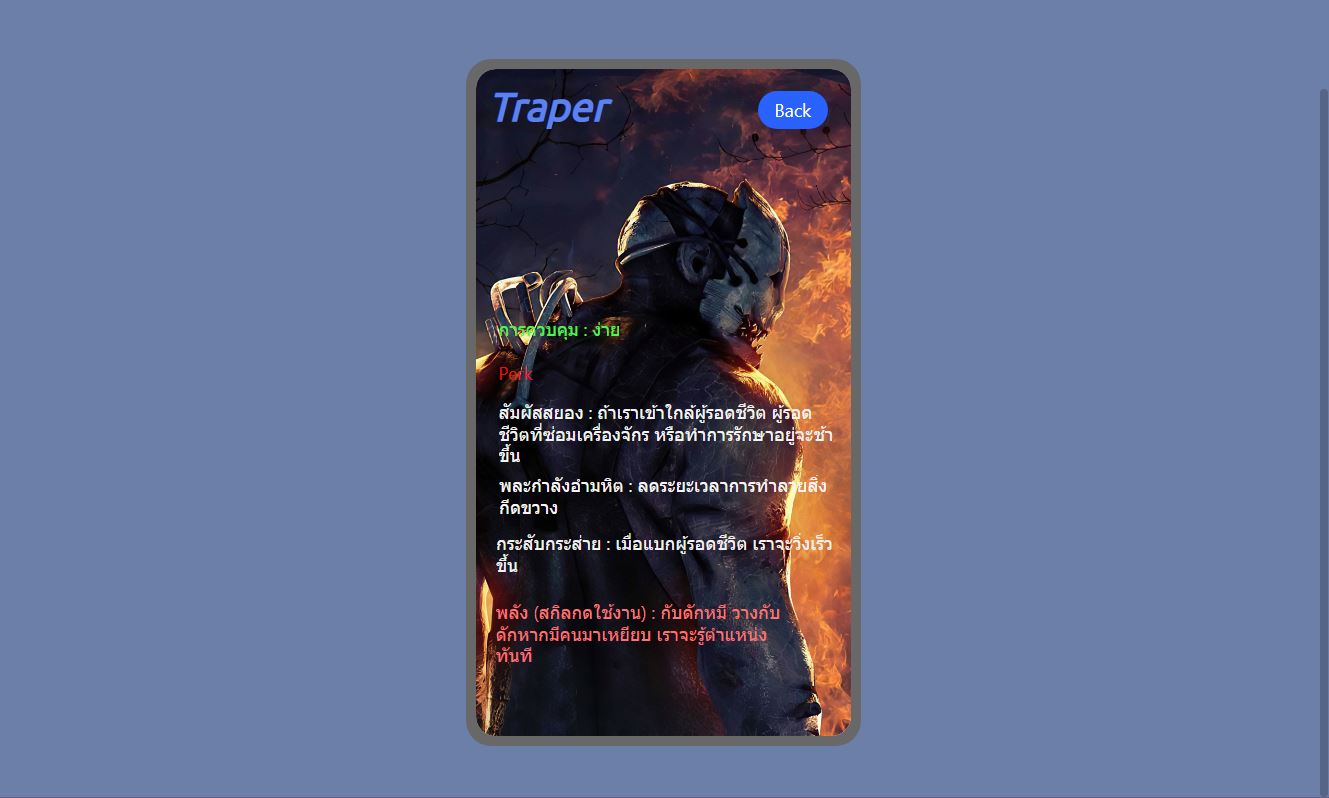 Traper
Back
การควบคุม : ง่าย
Perk
สัมผัสสยอง : ถ้าเราเข้าใกล้ผู้รอดชีวิต ผู้รอด
ชีวิตที่ซ่อมเครื่องจักร หรือทำการรักษาอยู่จะช้า
ขึ้น
พละกำลังอำมหิด : ลดระยะเวลาการทำลายสิ่ง
กีดขวาง
กระสับกระส่าย : เมื่อแบกผู้รอดชีวิต เราจะวิ่งเร็ว
ขึ้น
พลัง (สกิลกดใช้งาน) : กับดักหมี วางกับ
ดักหากมีคนมาเหยียบ เราจะรู้ตำแหน่ง
ทันที